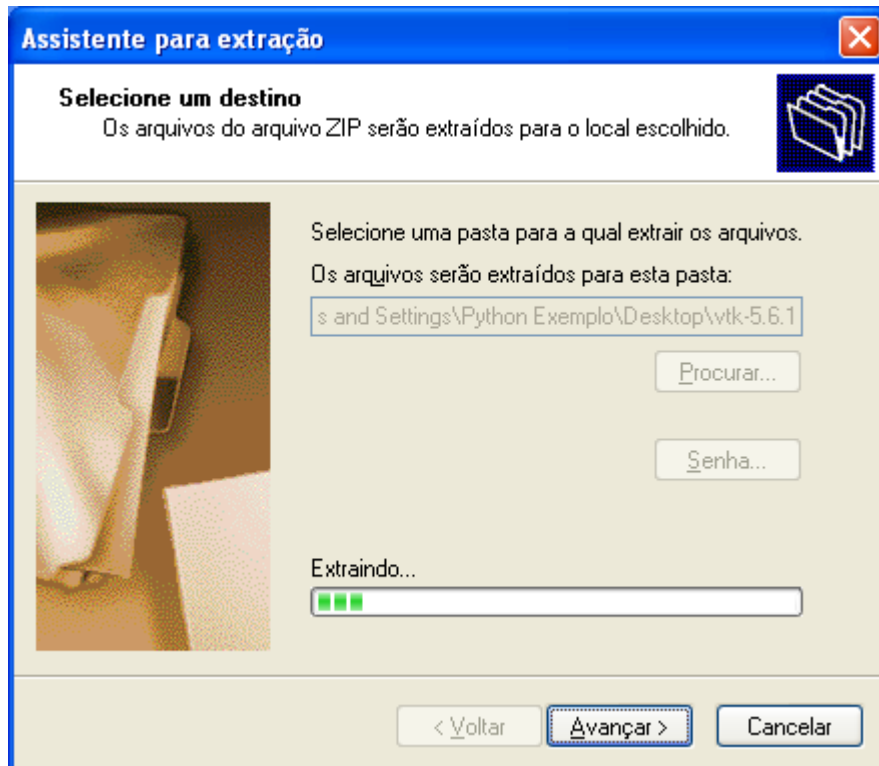 Assistente para extração
Selecione um destino
Os arquivos do arquivo ZIP serão extraídos para o local escolhido.
Selecione uma pasta para a qual extrair os arquivos.
Os arquivos serão extraídos para esta pasta:
s and Settings\Python Exemplo\Desktop\vtk-5.6.1
Procurar...
Senha...
Extraindo...
< Voltar Avançar > Cancelar